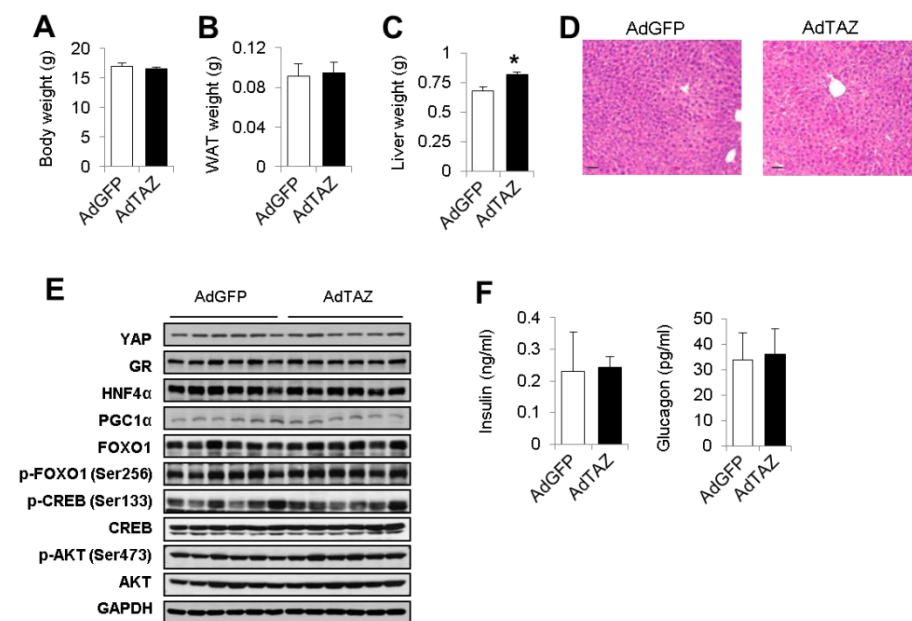 A
Body weight (g)
20
15
10
5
0
AdGFP
AdTAZ
B
WAT weight (g)
0.12
0.08
0.04
0
AdGFP
AdTAZ
C
Liver weight (g)
1
0.75
0.5
0.25
0
*
AdGFP
AdTAZ
D
AdGFP
AdTAZ
E
AdGFP
AdTAZ
YAP
GR
HNF4α
PGC1α
FOXO1
p-FOXO1 (Ser256)
p-CREB (Ser133)
CREB
p-AKT (Ser473)
AKT
GAPDH
F
Insulin (ng/ml)
0.4
0.3
0.2
0.1
0
AdGFP
AdTAZ
Glucagon (pg/ml)
50
40
30
20
10
0
AdGFP
AdTAZ